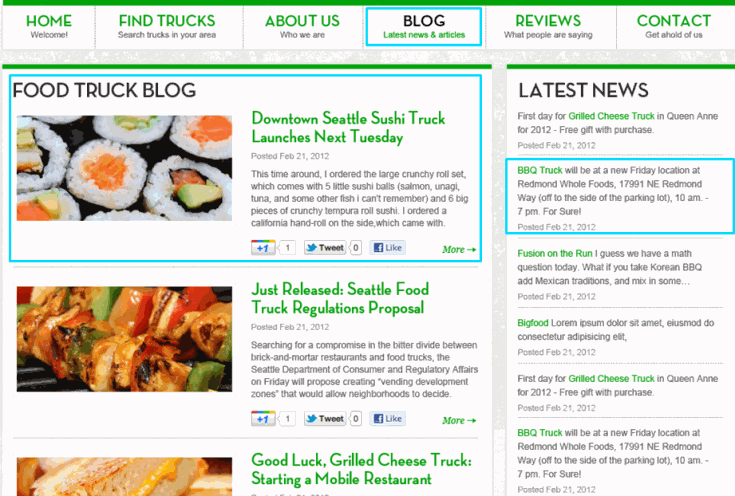 HOME
Welcome!
FIND TRUCKS
Search trucks in your area
ABOUT US
Who we are
BLOG
Latest news & articles
REVIEWS
What people are saying
CONTACT
Get ahold of us
FOOD TRUCK BLOG
Downtown Seattle Sushi Truck
Launches Next Tuesday
Posted Feb 21, 2012
This time around, I ordered the large crunchy roll set,
which comes with 5 little sushi balls (salmon, unagi,
tuna, and some other fish i can't remember) and 6 big
pieces of crunchy tempura roll sushi. I ordered a
california hand-roll on the side,which came with.
+1 1 Tweet 0 Like More →
Just Released: Seattle Food
Truck Regulations Proposal
Posted Feb 21, 2012
Searching for a compromise in the bitter divide between
brick-and-mortar restaurants and food trucks, the
Seattle Department of Consumer and Regulatory Affairs
on Friday will propose creating "vending development
zones" that would allow neighborhoods to decide.
+1 1 Tweet 0 Like More →
Good Luck, Grilled Cheese Truck:
Starting a Mobile Restaurant
LATEST NEWS
First day for Grilled Cheese Truck in Queen Anne
for 2012 - Free gift with purchase.
Posted Feb 21, 2012
BBQ Truck will be at a new Friday location at
Redmond Whole Foods, 17991 NE Redmond
Way (off to the side of the parking lot), 10 am. -
7 pm. For Sure!
Posted Feb 21, 2012
Fusion on the Run I guess we have a math
question today. What if you take Korean BBQ
add Mexican traditions, and mix in some...
Posted Feb 21, 2012
Bigfood Lorem ipsum dolor sit amet, eiusmod do
consectetur adipisicing elit,
Posted Feb 21, 2012
First day for Grilled Cheese Truck in Queen Anne
for 2012 - Free gift with purchase.
Posted Feb 21, 2012
BBQ Truck will be at a new Friday location at
Redmond Whole Foods, 17991 NE Redmond
Way (off to the side of the parking lot), 10 am. -
7 pm. For Sure!
Posted Feb 21, 2012